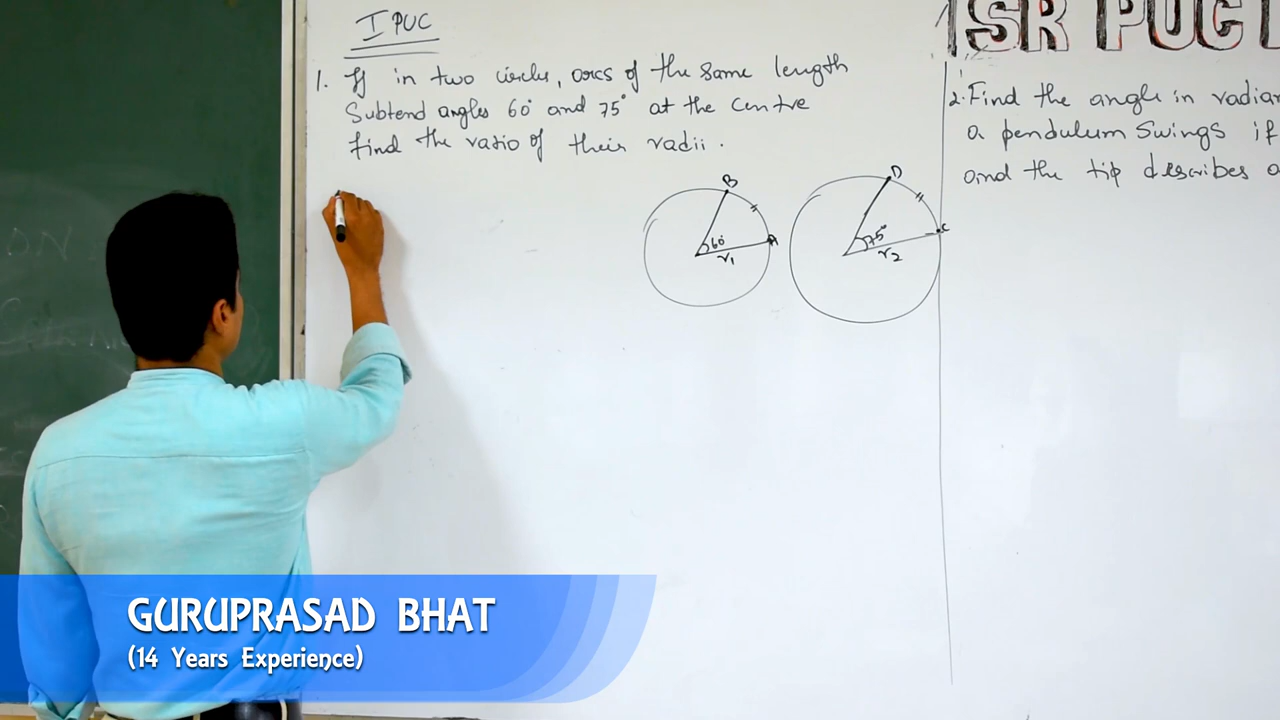 I PUC
1. If in two circles, arcs of the same length
Subtend angles 60° and 75° at the centre
find the ratio of their radii.
B
60°
A
r₁
D
75°
C
r₂
ISR PUC
2. Find the angle in radian
a pendulum Swings if
and the tip describes a
GURUPRASAD BHAT
(14 Years Experience)